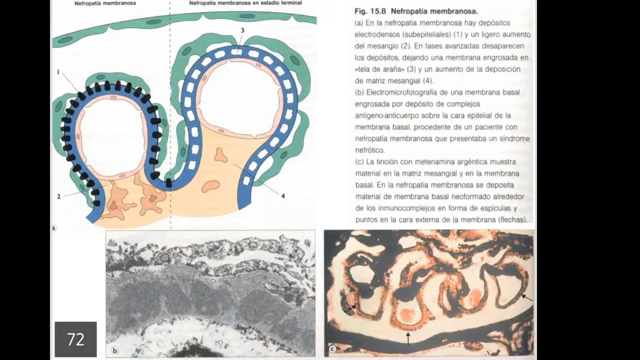 Nefropatía membranosa
Nefropatía membranosa en estadio terminal
1
2
3
4
a
b
c
72
Fig. 15.8 Nefropatía membranosa.
(a) En la nefropatía membranosa hay depósitos
electrodensos (subepiteliales) (1) y un ligero aumento
del mesangio (2). En fases avanzadas desaparecen
los depósitos, dejando una membrana engrosada en
«tela de araña» (3) y un aumento de la deposición
de matriz mesangial (4).
(b) Electromicrofotografía de una membrana basal
engrosada por depósito de complejos
antígeno-anticuerpo sobre la cara epitelial de la
membrana basal, procedente de un paciente con
nefropatía membranosa que presentaba un síndrome
nefrótico.
(c) La tinción con metenamina argéntica muestra
material en la matriz mesangial y en la membrana
basal. En la nefropatía membranosa se deposita
material de membrana basal neoformado alrededor
de los inmunocomplejos en forma de espículas y
puntos en la cara externa de la membrana (flechas).